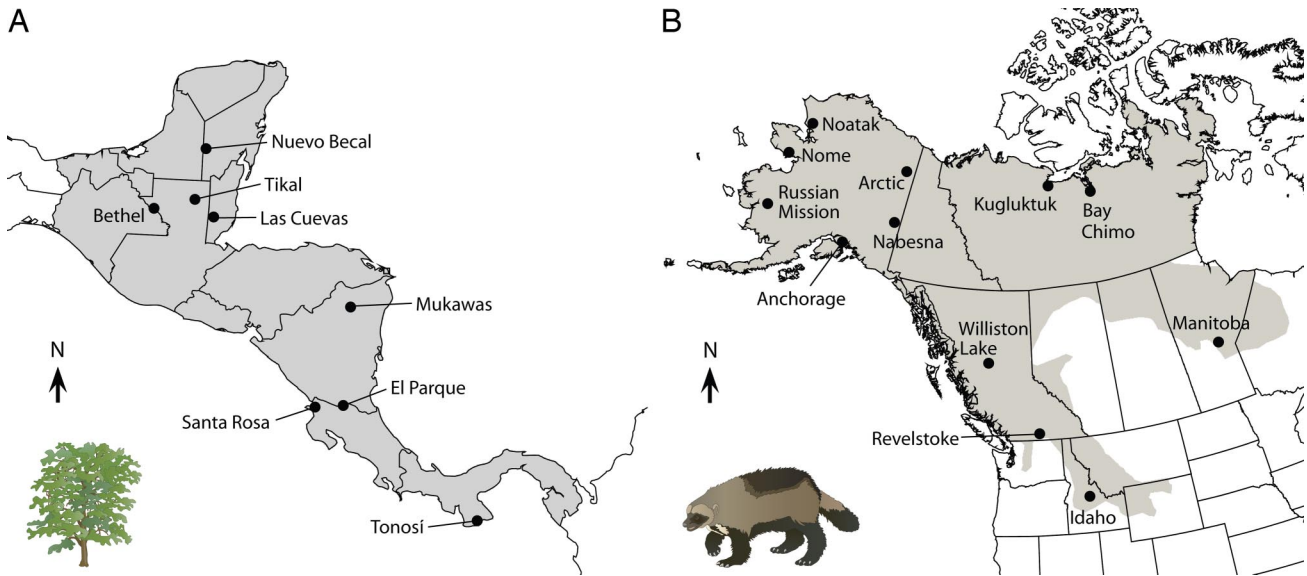 A
Nuevo Becal
Tikal
Bethel
Las Cuevas
Mukawas
N
El Parque
Santa Rosa
Tonosí
B
Noatak
Nome
Arctic
Russian
Mission
Kugluktuk
Bay
Chimo
Nabesna
Anchorage
Williston
Lake
Manitoba
N
Revelstoke
Idaho